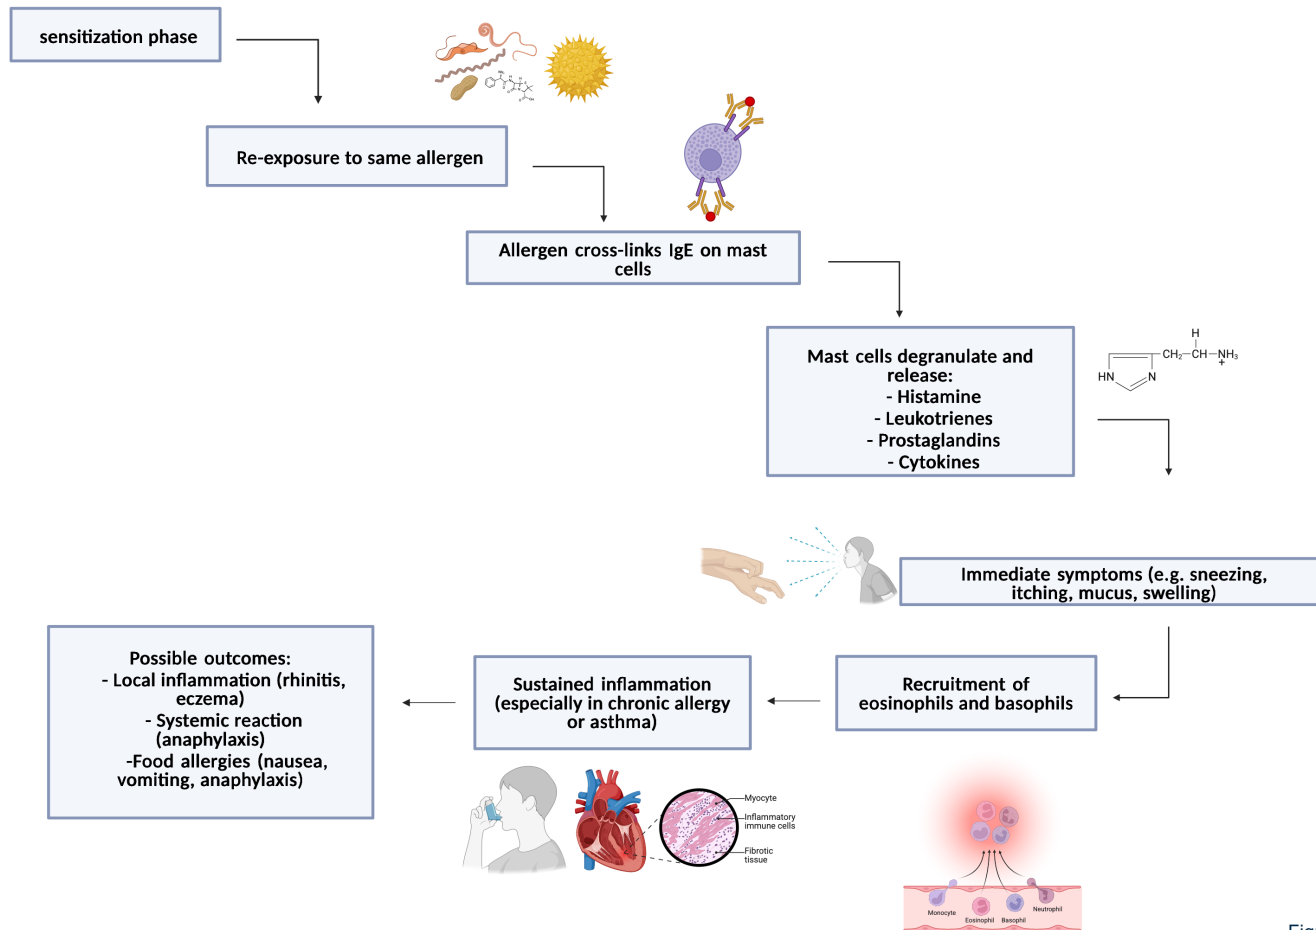 sensitization phase
Re-exposure to same allergen
Allergen cross-links IgE on mast
cells
Mast cells degranulate and
release:
- Histamine
- Leukotrienes
- Prostaglandins
- Cytokines
H
CH₂—CH—NH₃
+
HN
N
Immediate symptoms (e.g. sneezing,
itching, mucus, swelling)
Recruitment of
eosinophils and basophils
Sustained inflammation
(especially in chronic allergy
or asthma)
Possible outcomes:
- Local inflammation (rhinitis,
eczema)
- Systemic reaction
(anaphylaxis)
-Food allergies (nausea,
vomiting, anaphylaxis)
Myocyte
Inflammatory
immune cells
Fibrotic
tissue
Monocyte
Eosinophil
Basophil
Neutrophil